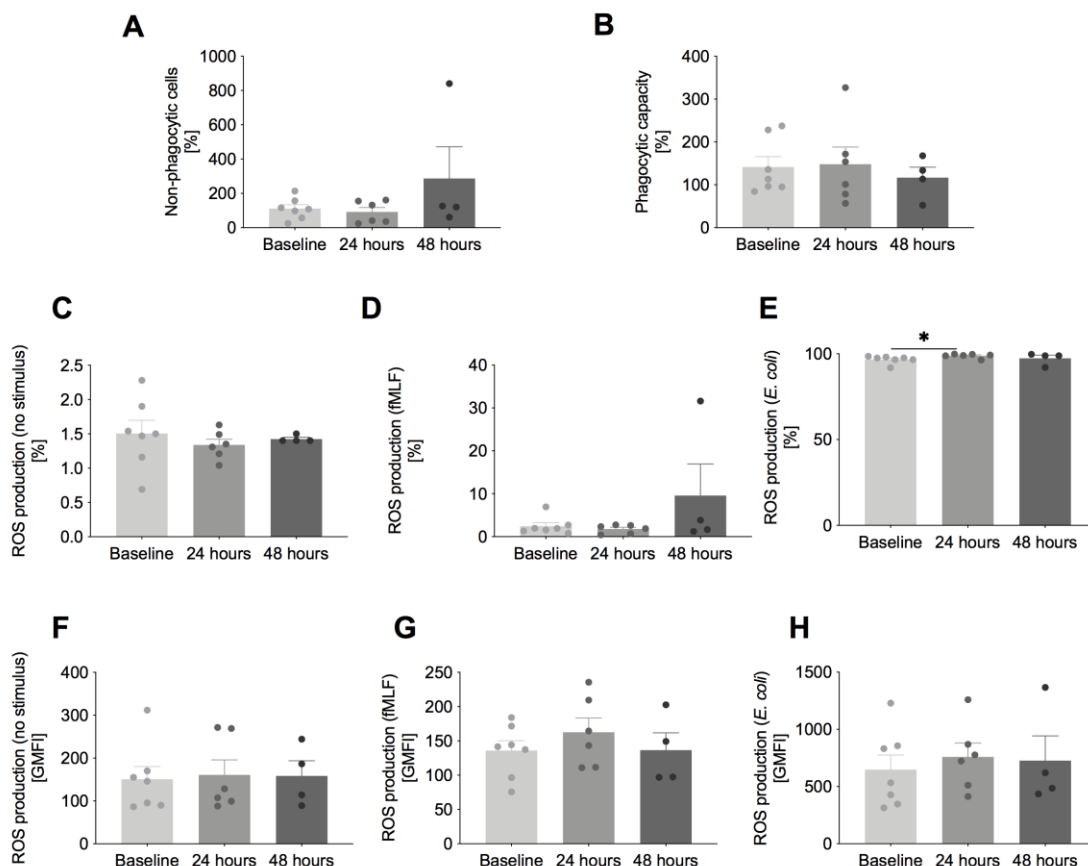 A
Non-phagocytic cells
[%]
1000
800
600
400
200
0
Baseline 24 hours 48 hours
B
Phagocytic capacity
[%]
400
300
200
100
0
Baseline 24 hours 48 hours
C
ROS production (no stimulus)
[%]
2.5
2.0
1.5
1.0
0.5
0.0
Baseline 24 hours 48 hours
D
ROS production (fMLF)
[%]
40
30
20
10
0
Baseline 24 hours 48 hours
E
ROS production (E. coli)
[%]
100
50
0
*
Baseline 24 hours 48 hours
F
ROS production (no stimulus)
[GMFI]
400
300
200
100
0
Baseline 24 hours 48 hours
G
ROS production (fMLF)
[GMFI]
250
200
150
100
50
0
Baseline 24 hours 48 hours
H
ROS production (E. coli)
[GMFI]
1500
1000
500
0
Baseline 24 hours 48 hours